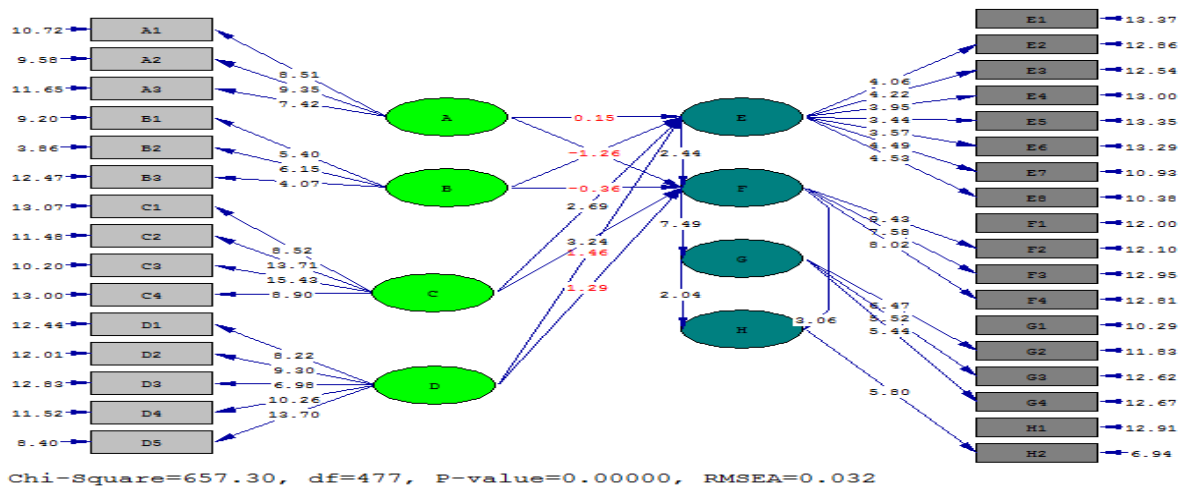 10.72 A1
9.58 A2
11.65 A3
9.20 B1
3.86 B2
12.47 B3
13.07 C1
11.48 C2
10.20 C3
13.00 C4
12.44 D1
12.01 D2
12.83 D3
11.52 D4
8.40 D5
8.51
9.35
7.42
5.40
6.15
4.07
8.52
13.71
15.43
8.90
8.22
9.30
6.98
10.26
13.70
A
B
C
D
0.15
-1.26
-0.36
2.69
3.24
1.46
1.29
E
2.44
F
7.49
G
2.04
H
3.06
4.06
4.22
3.95
3.44
3.57
4.49
4.53
9.43
7.58
8.02
6.47
5.52
5.44
5.80
E1 13.37
E2 12.86
E3 12.54
E4 13.00
E5 13.35
E6 13.29
E7 10.93
E8 10.38
F1 12.00
F2 12.10
F3 12.95
F4 12.81
G1 10.29
G2 11.83
G3 12.62
G4 12.67
H1 12.91
H2 6.94
Chi-Square=657.30, df=477, P-value=0.00000, RMSEA=0.032